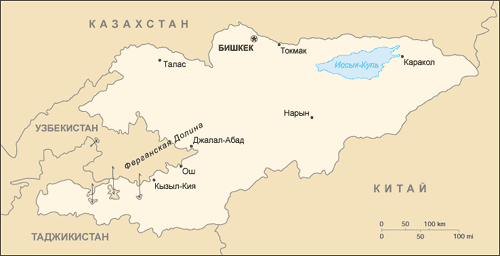 КАЗАХСТАН
БИШКЕК
Токмак
Талас
Иссык-Куль
Каракол
Нарын
УЗБЕКИСТАН
Ферганская Долина
Джалал-Абад
Ош
Кызыл-Кия
КИТАЙ
ТАДЖИКИСТАН
0 50 100 km
0 50 100 mi